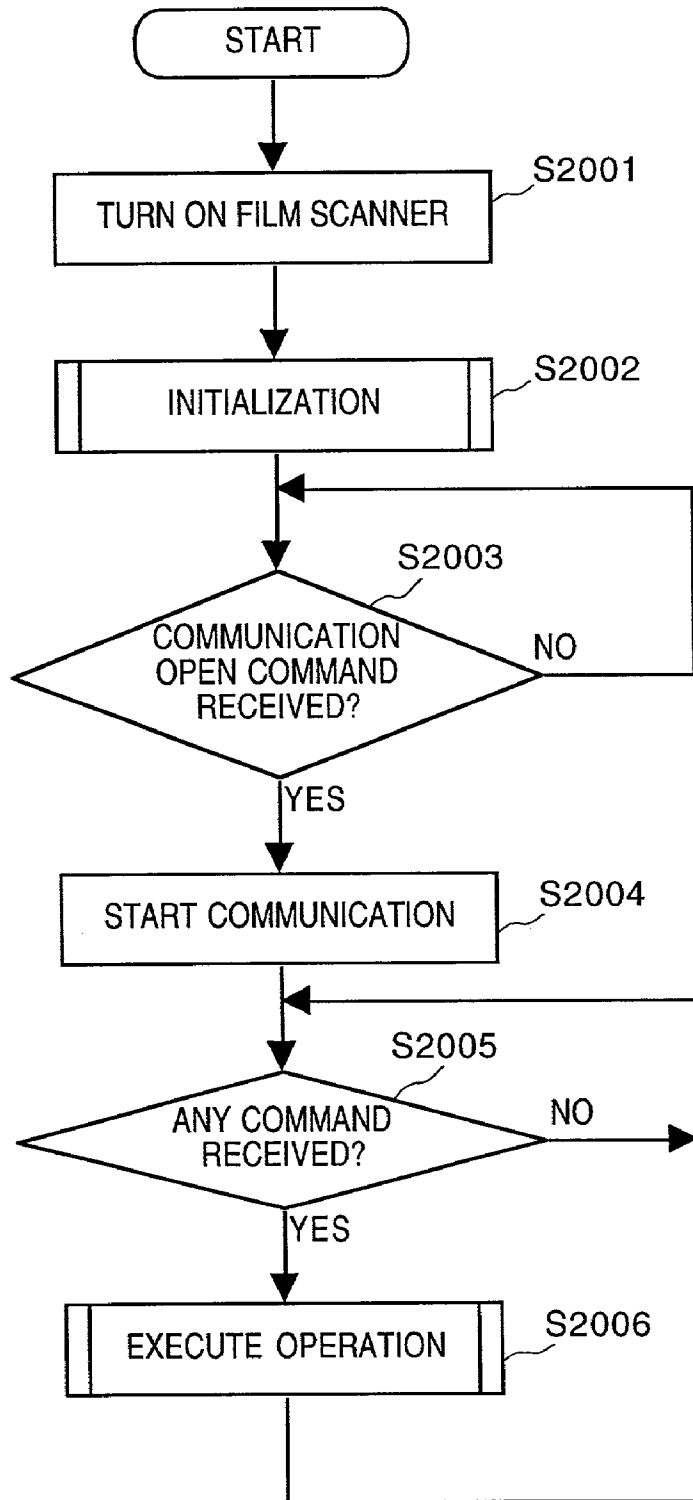 START
S2001
TURN ON FILM SCANNER
S2002
INITIALIZATION
S2003
COMMUNICATION
OPEN COMMAND
RECEIVED?
NO
YES
S2004
START COMMUNICATION
S2005
ANY COMMAND
RECEIVED?
NO
YES
S2006
EXECUTE OPERATION